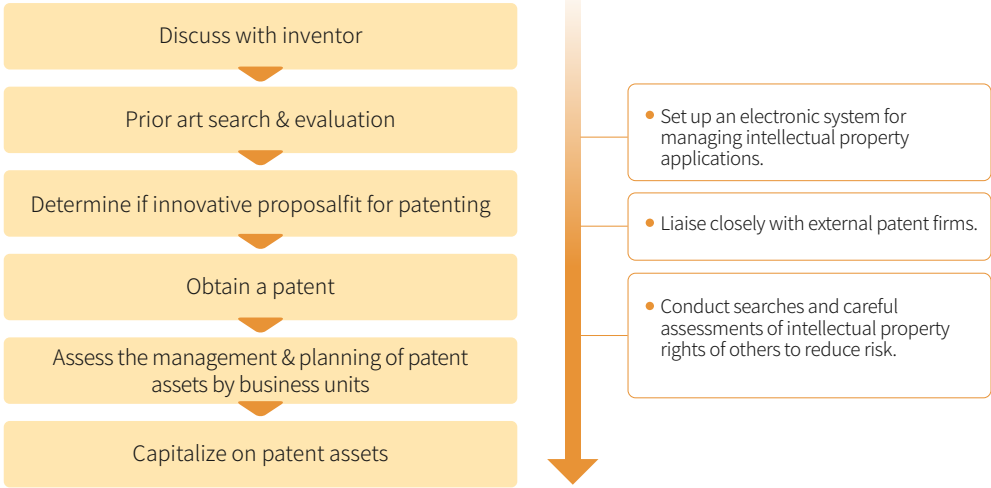 Discuss with inventor
Prior art search & evaluation
Determine if innovative proposalfit for patenting
Obtain a patent
Assess the management & planning of patent
assets by business units
Capitalize on patent assets
• Set up an electronic system for
managing intellectual property
applications.
• Liaise closely with external patent firms.
• Conduct searches and careful
assessments of intellectual property
rights of others to reduce risk.